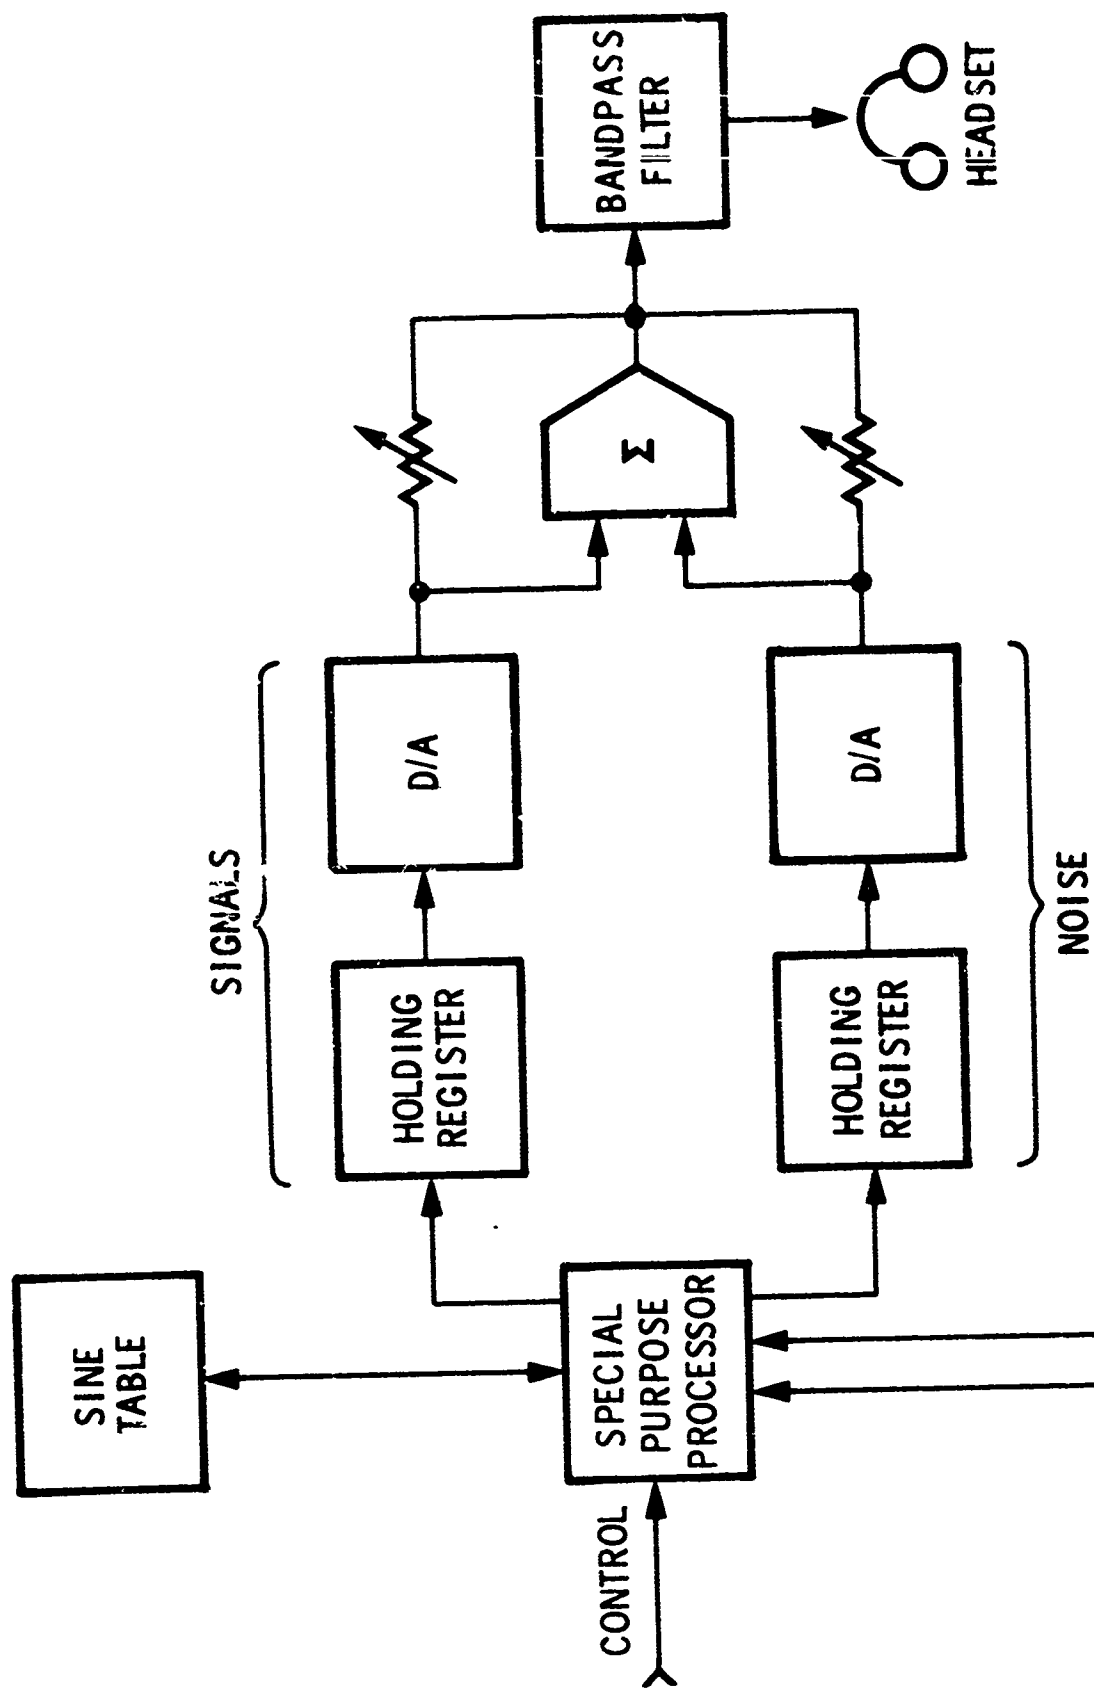 SINE
TABLE
CONTROL
SPECIAL
PURPOSE
PROCESSOR
SIGNALS
HOLDING
REGISTER
D/A
HOLDING
REGISTER
D/A
NOISE
Σ
BANDPASS
FILTER
HEADSET